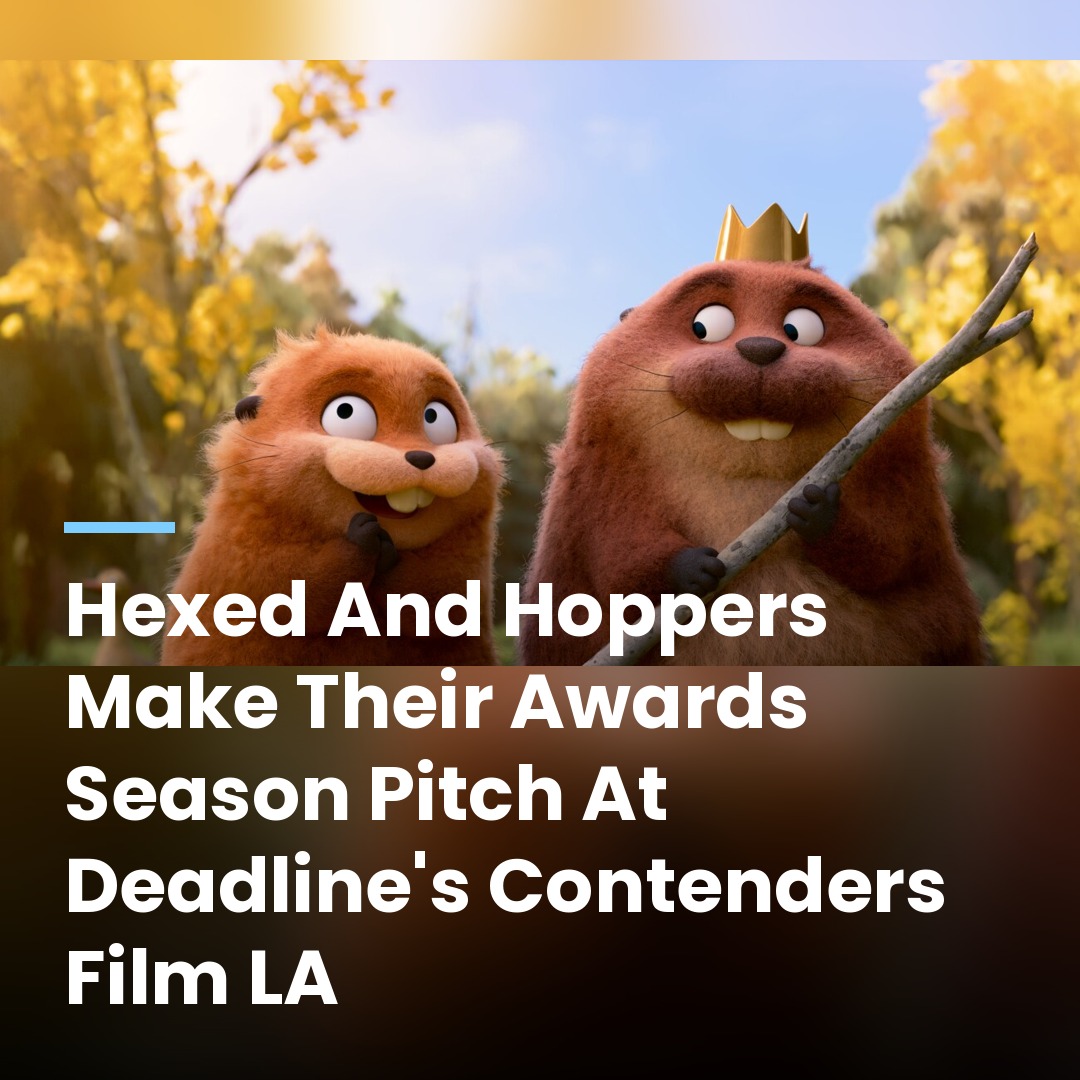 Hexed And Hoppers
Make Their Awards
Season Pitch At
Deadline's Contenders
Film LA